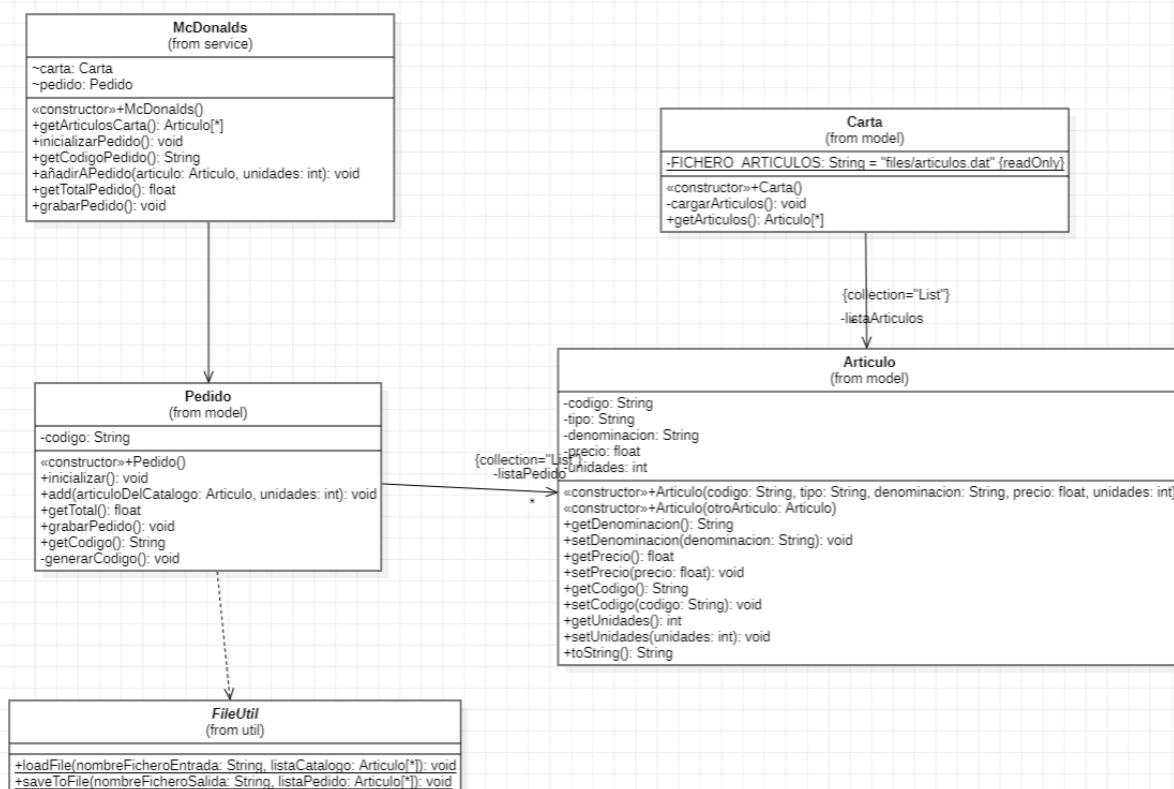 McDonalds
(from service)
~carta: Carta
~pedido: Pedido
«constructor»+McDonalds()
+getArticulosCarta(): Articulo[*]
+inicializarPedido(): void
+getCodigoPedido(): String
+añadirAPedido(articulo: Articulo, unidades: int): void
+getTotalPedido(): float
+grabarPedido(): void
Carta
(from model)
-FICHERO_ARTICULOS: String = "files/articulos.dat" {readOnly}
«constructor»+Carta()
-cargarArticulos(): void
+getArticulos(): Articulo[*]
{collection="List"}
-listaArticulos
Pedido
(from model)
-codigo: String
«constructor»+Pedido()
+inicializar(): void
+add(articuloDelCatalogo: Articulo, unidades: int): void
+getTotal(): float
+grabarPedido(): void
+getCodigo(): String
-generarCodigo(): void
{collection="List"}
-listaPedido
*
Articulo
(from model)
-codigo: String
-tipo: String
-denominacion: String
-precio: float
-unidades: int
«constructor»+Articulo(codigo: String, tipo: String, denominacion: String, precio: float, unidades: int)
«constructor»+Articulo(otroArticulo: Articulo)
+getDenominacion(): String
+setDenominacion(denominacion: String): void
+getPrecio(): float
+setPrecio(precio: float): void
+getCodigo(): String
+setCodigo(codigo: String): void
+getUnidades(): int
+setUnidades(unidades: int): void
+toString(): String
FileUtil
(from util)
+loadFile(nombreFicheroEntrada: String, listaCatalogo: Articulo[*]): void
+saveToFile(nombreFicheroSalida: String, listaPedido: Articulo[*]): void